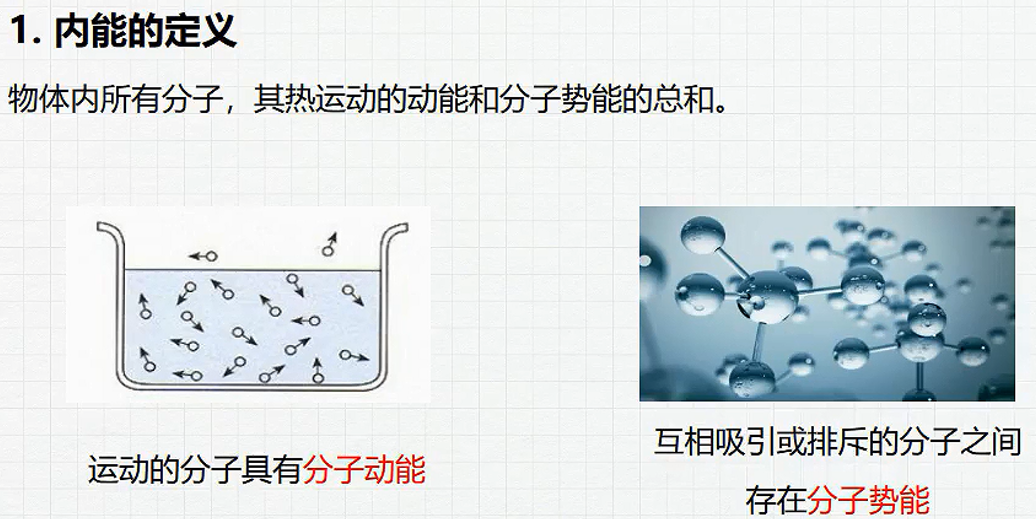 1. 内能的定义
物体内所有分子，其热运动的动能和分子势能的总和。
运动的分子具有分子动能
互相吸引或排斥的分子之间
存在分子势能